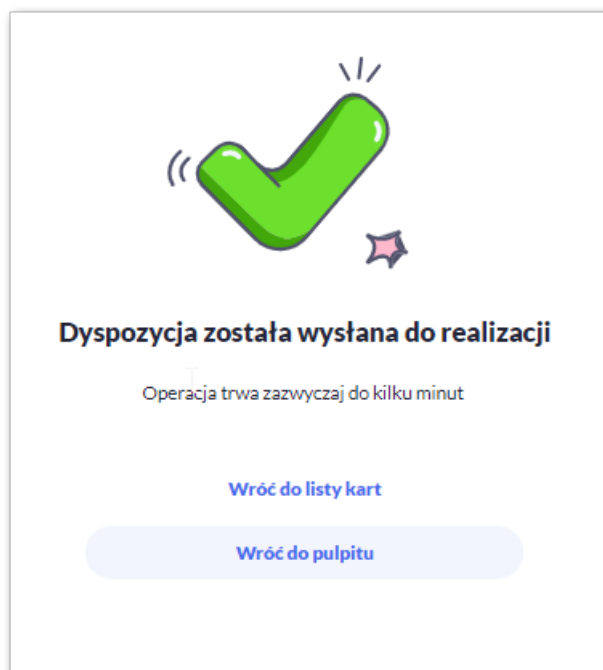 Dyspozycja została wysłana do realizacji
Operacja trwa zazwyczaj do kilku minut
Wróć do listy kart
Wróć do pulpitu